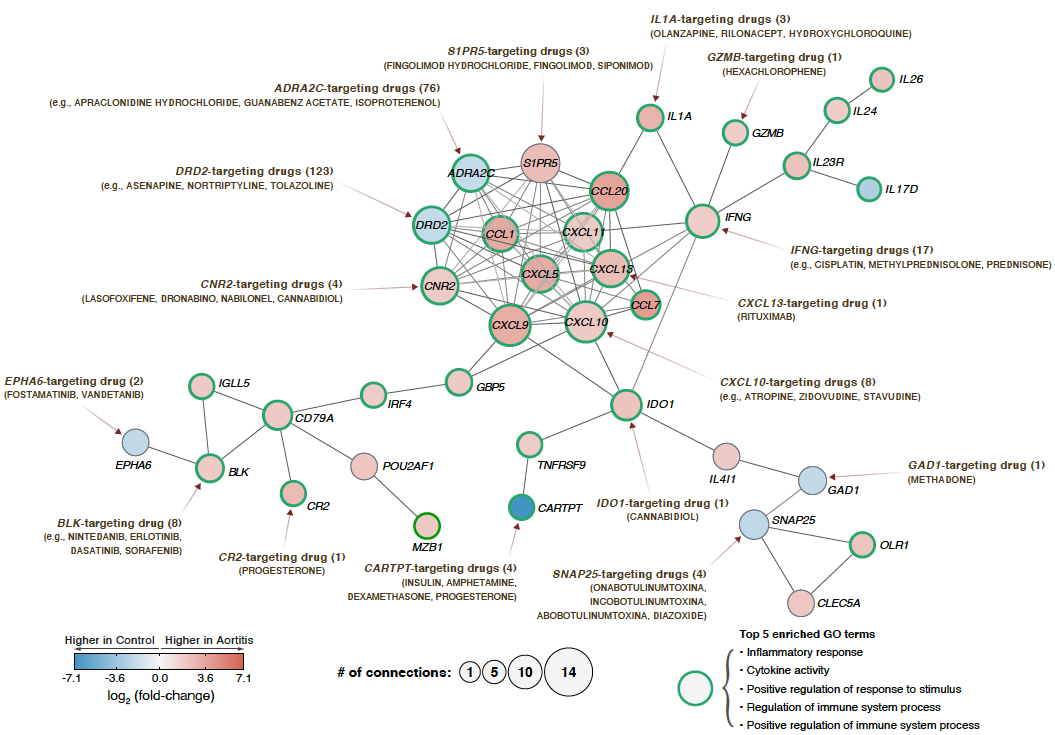 IL1A-targeting drugs (3)
(OLANZAPINE, RILONACEPT, HYDROXYCHLOROQUINE)
S1PR5-targeting drugs (3)
(FINGOLIMOD HYDROCHLORIDE, FINGOLIMOD, SIPONIMOD)
GZMB-targeting drug (1)
(HEXACHLOROPHENE)
ADRA2C-targeting drugs (76)
(e.g., APRACLONIDINE HYDROCHLORIDE, GUANABENZ ACETATE, ISOPROTERENOL)
IL26
IL24
IL1A
GZMB
DRD2-targeting drugs (123)
(e.g., ASENAPINE, NORTRIPTYLINE, TOLAZOLINE)
ADRA2C
S1PR5
IL23R
CCL20
IL17D
DRD2
CCL1
CXCL11
IFNG
IFNG-targeting drugs (17)
(e.g., CISPLATIN, METHYLPREDNISOLONE, PREDNISONE)
CNR2-targeting drugs (4)
(LASOFOXIFENE, DRONABINO, NABILONEL, CANNABIDIOL)
CNR2
CXCL5
CXCL13
CCL7
CXCL13-targeting drug (1)
(RITUXIMAB)
CXCL9
CXCL10
CXCL10-targeting drugs (8)
(e.g., ATROPINE, ZIDOVUDINE, STAVUDINE)
EPHA6-targeting drug (2)
(FOSTAMATINIB, VANDETANIB)
IGLL5
GBP5
IRF4
IDO1
CD79A
EPHA6
BLK
POU2AF1
TNFRSF9
IL4I1
GAD1
GAD1-targeting drug (1)
(METHADONE)
CR2
CARTPT
IDO1-targeting drug (1)
(CANNABIDIOL)
SNAP25
BLK-targeting drug (8)
(e.g., NINTEDANIB, ERLOTINIB,
DASATINIB, SORAFENIB)
MZB1
OLR1
CR2-targeting drug (1)
(PROGESTERONE)
CARTPT-targeting drugs (4)
(INSULIN, AMPHETAMINE,
DEXAMETHASONE, PROGESTERONE)
SNAP25-targeting drugs (4)
(ONABOTULINUMTOXINA,
INCOBOTULINUMTOXINA,
ABOBOTULINUMTOXINA, DIAZOXIDE)
CLEC5A
Higher in Control Higher in Aortitis
-7.1 -3.6 0.0 3.6 7.1
log2 (fold-change)
# of connections: 1 5 10 14
Top 5 enriched GO terms
• Inflammatory response
• Cytokine activity
• Positive regulation of response to stimulus
• Regulation of immune system process
• Positive regulation of immune system process